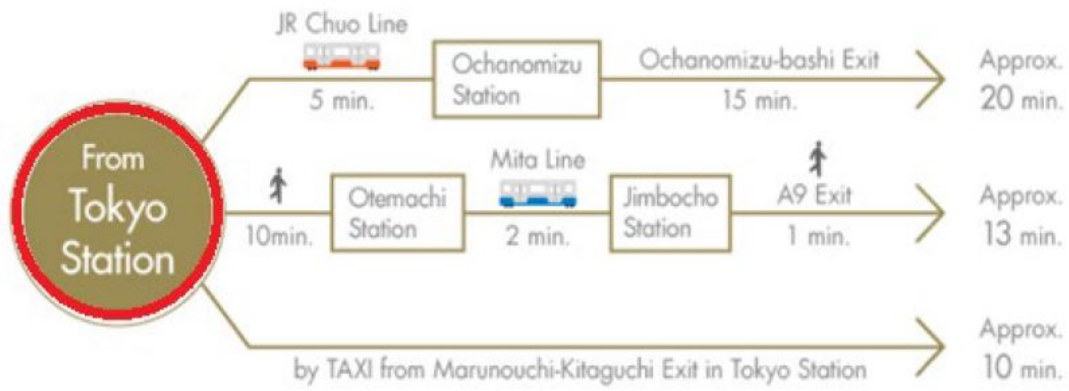 From
Tokyo
Station
JR Chuo Line
5 min.
Ochanomizu
Station
Ochanomizu-bashi Exit
15 min.
Approx.
20 min.
10min.
Otemachi
Station
Mita Line
2 min.
Jimbocho
Station
A9 Exit
1 min.
Approx.
13 min.
by TAXI from Marunouchi-Kitaguchi Exit in Tokyo Station
Approx.
10 min.